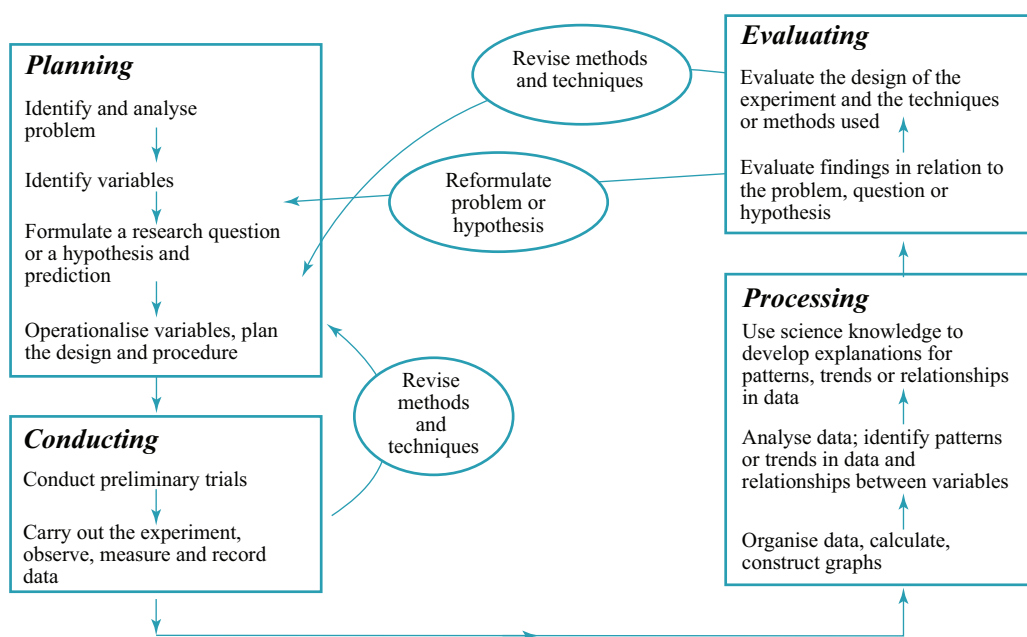 Planning
Identify and analyse
problem
Identify variables
Formulate a research question
or a hypothesis and
prediction
Operationalise variables, plan
the design and procedure
Conducting
Conduct preliminary trials
Carry out the experiment,
observe, measure and record
data
Revise
methods
and
techniques
Revise methods
and techniques
Reformulate
problem or
hypothesis
Evaluating
Evaluate the design of the
experiment and the techniques
or methods used
Evaluate findings in relation to
the problem, question or
hypothesis
Processing
Use science knowledge to
develop explanations for
patterns, trends or relationships
in data
Analyse data; identify patterns
or trends in data and
relationships between variables
Organise data, calculate,
construct graphs